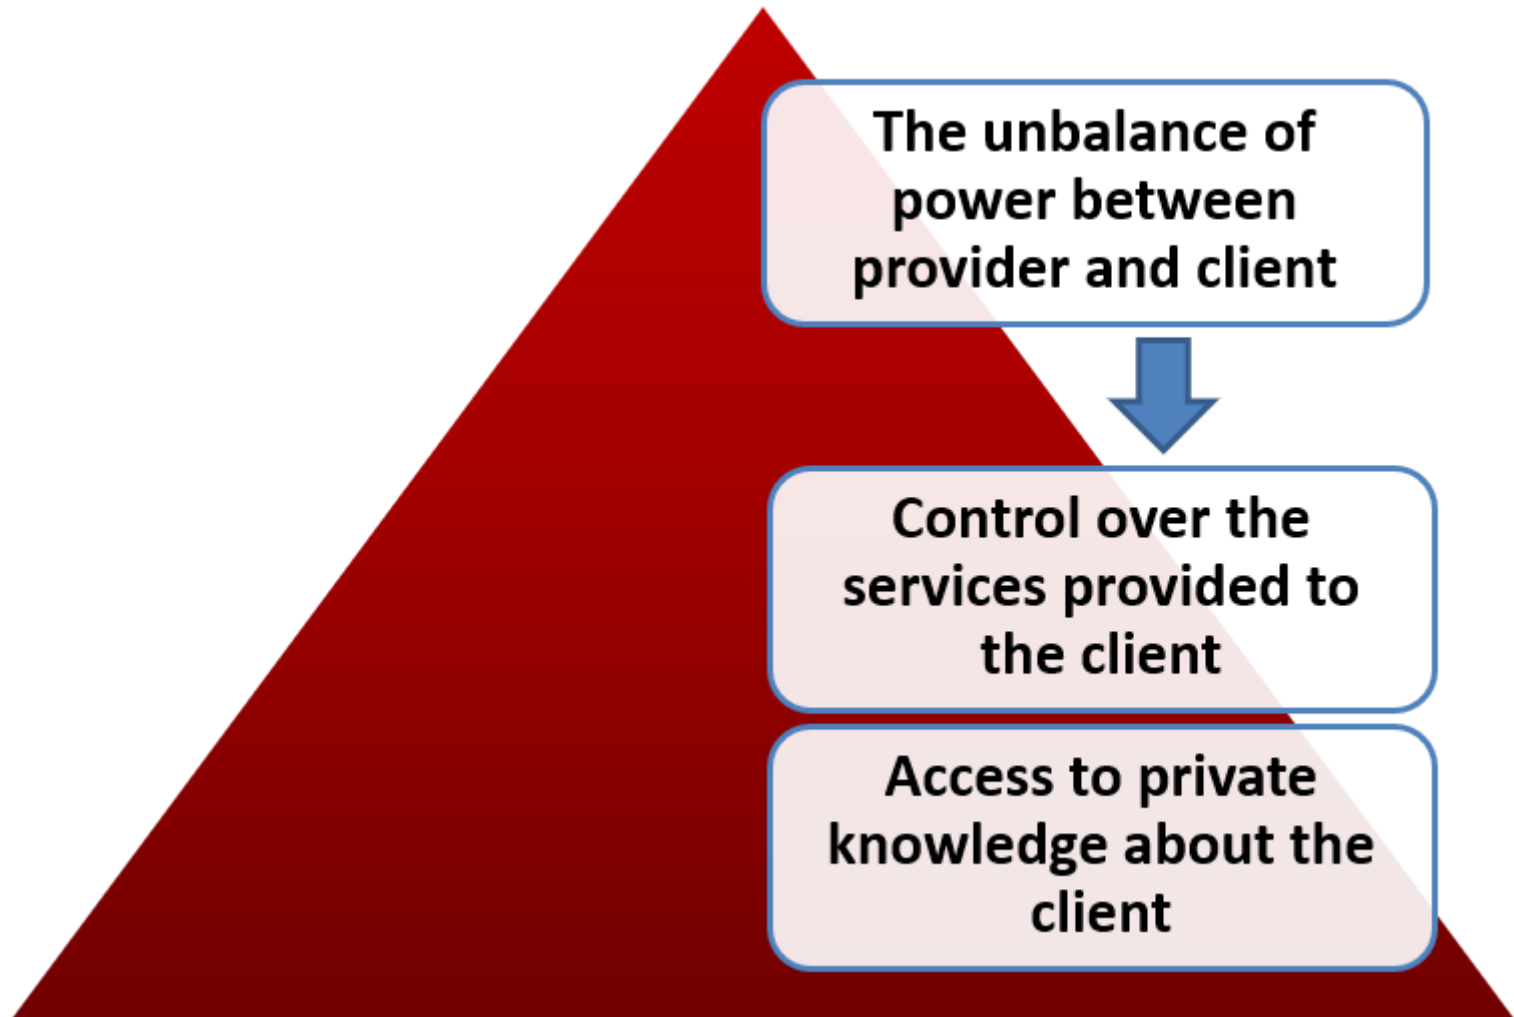 The unbalance of
power between
provider and client
Control over the
services provided to
the client
Access to private
knowledge about the
client